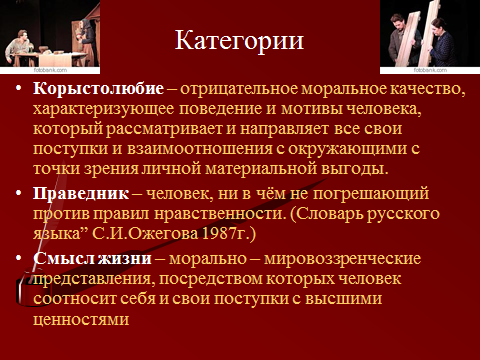 fotobank.com
fotobank.com
Категории
• Корыстолюбие – отрицательное моральное качество,
характеризующее поведение и мотивы человека,
который рассматривает и направляет все свои
поступки и взаимоотношения с окружающими с
точки зрения личной материальной выгоды.
• Праведник – человек, ни в чём не погрешающий
против правил нравственности. (Словарь русского
языка” С.И.Ожегова 1987г.)
• Смысл жизни – морально – мировоззренческие
представления, посредством которых человек
соотносит себя и свои поступки с высшими
ценностями